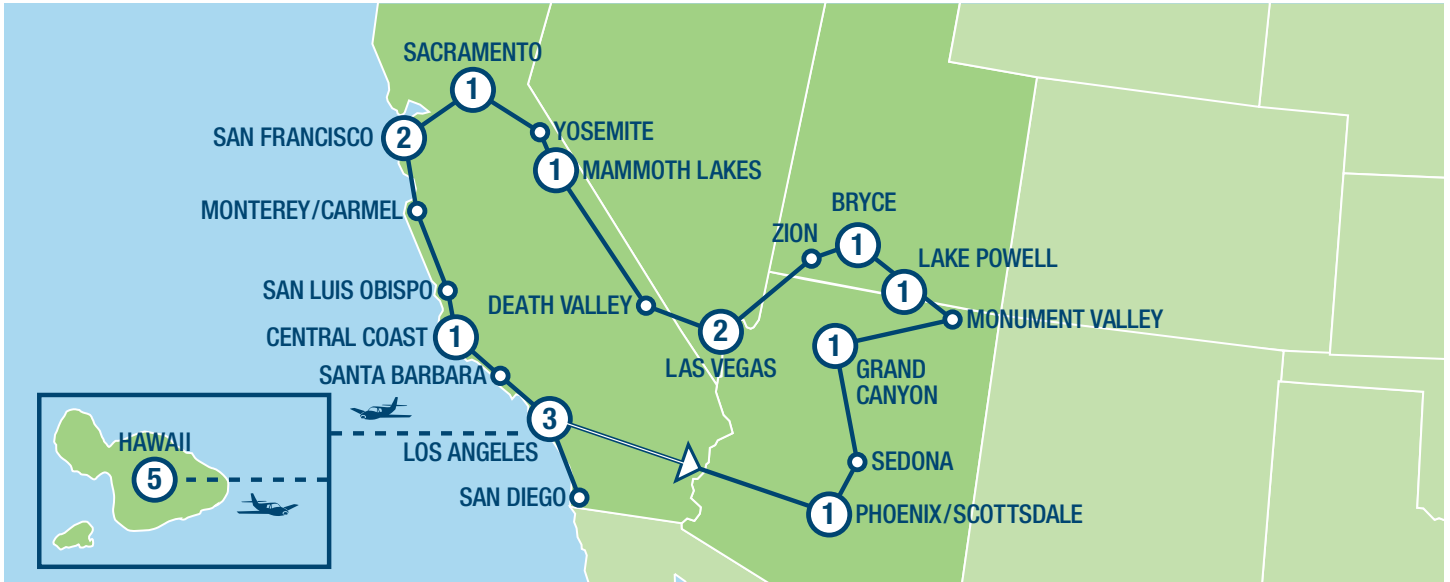 SACRAMENTO
1
SAN FRANCISCO
2
YOSEMITE
1
MAMMOTH LAKES
MONTEREY/CARMEL
BRYCE
1
ZION
LAKE POWELL
1
SAN LUIS OBISPO
DEATH VALLEY
MONUMENT VALLEY
CENTRAL COAST
1
2
LAS VEGAS
1
GRAND
CANYON
SANTA BARBARA
3
LOS ANGELES
HAWAII
5
SEDONA
SAN DIEGO
1
PHOENIX/SCOTTSDALE